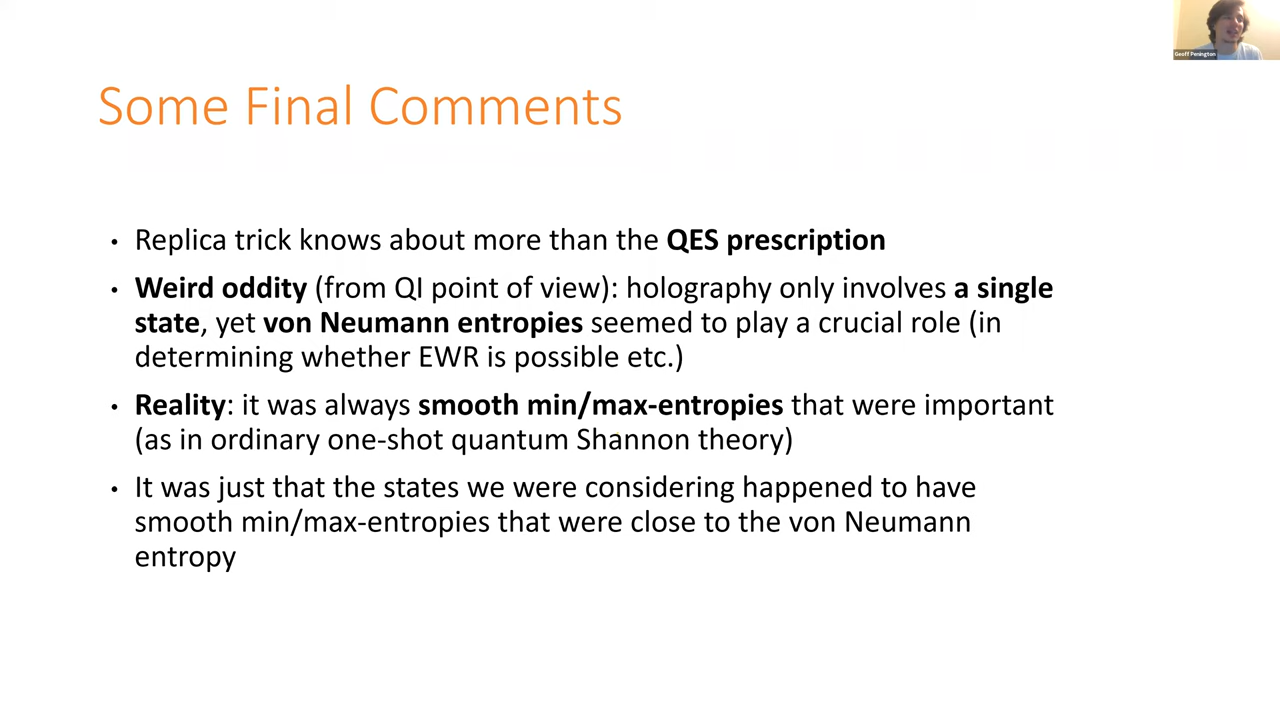 Geoff Penington
Some Final Comments
• Replica trick knows about more than the QES prescription
• Weird oddity (from QI point of view): holography only involves a single
state, yet von Neumann entropies seemed to play a crucial role (in
determining whether EWR is possible etc.)
• Reality: it was always smooth min/max-entropies that were important
(as in ordinary one-shot quantum Shannon theory)
• It was just that the states we were considering happened to have
smooth min/max-entropies that were close to the von Neumann
entropy